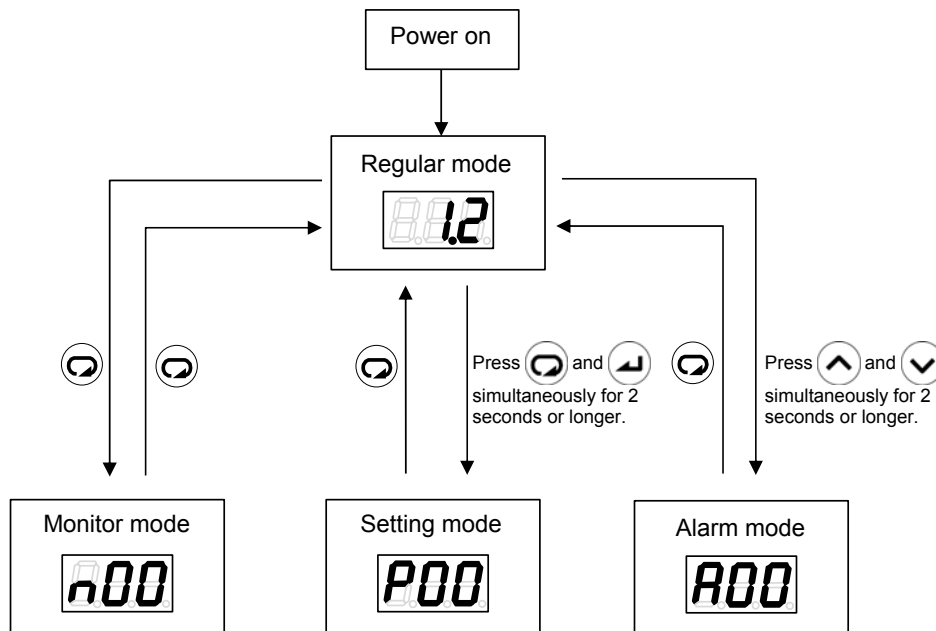 Power on
Regular mode
1.2
Press and
simultaneously for 2
seconds or longer.
Press and
simultaneously for 2
seconds or longer.
Monitor mode
n00
Setting mode
P00
Alarm mode
A00